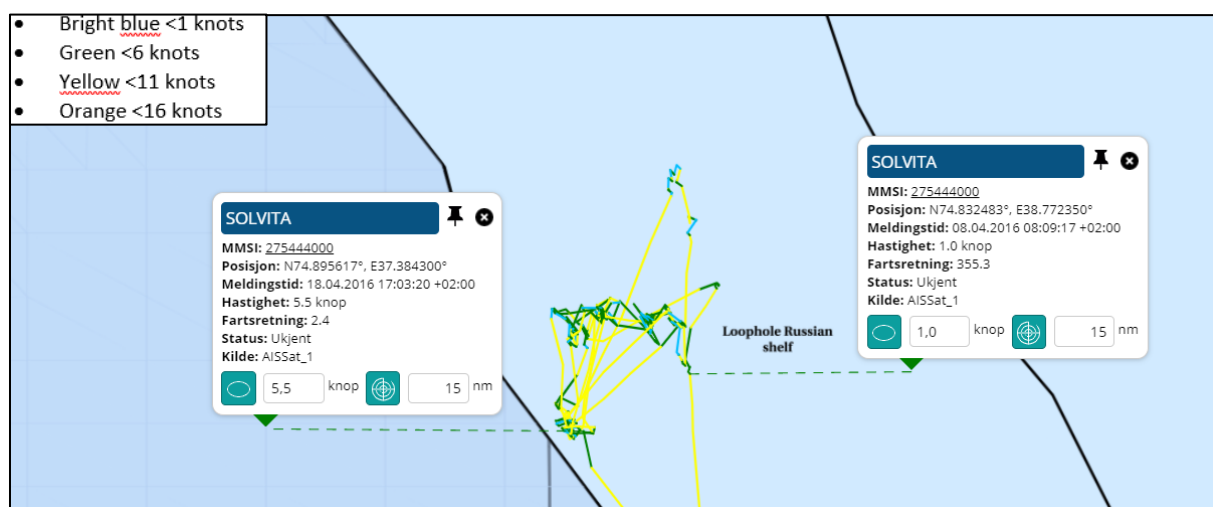 • Bright blue <1 knots
• Green <6 knots
• Yellow <11 knots
• Orange <16 knots
SOLVITA
MMSI: 275444000
Posisjon: N74.895617°, E37.384300°
Meldingstid: 18.04.2016 17:03:20 +02:00
Hastighet: 5.5 knop
Fartsretning: 2.4
Status: Ukjent
Kilde: AISSat_1
5,5 knop 15 nm
Loophole Russian
shelf
SOLVITA
MMSI: 275444000
Posisjon: N74.832483°, E38.772350°
Meldingstid: 08.04.2016 08:09:17 +02:00
Hastighet: 1.0 knop
Fartsretning: 355.3
Status: Ukjent
Kilde: AISSat_1
1,0 knop 15 nm